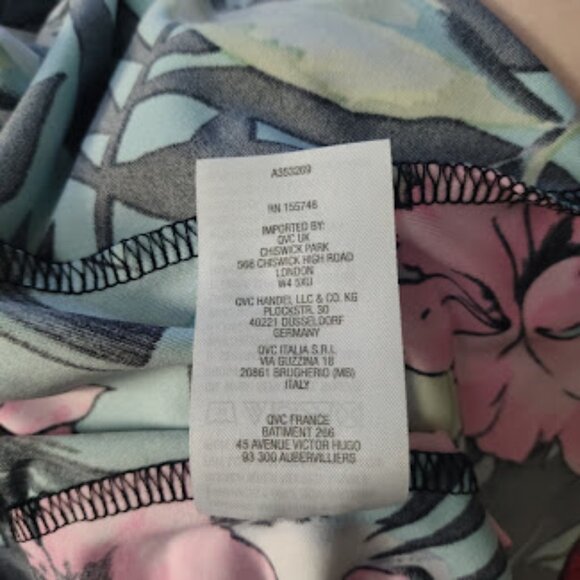 A353269
RN 155746
IMPORTED BY:
QVC UK
CHISWICK PARK
566 CHISWICK HIGH ROAD
LONDON
W4 5XU
QVC HANDEL LLC & CO. KG
PLOCKSTR. 30
40221 DUSSELDORF
GERMANY
QVC ITALIA S.R.L
VIA GUZZINA 18
20861 BRUGHERIO (MB)
ITALY
QVC FRANCE
BATIMENT 266
45 AVENUE VICTOR HUGO
93 300 AUBERVILLIERS